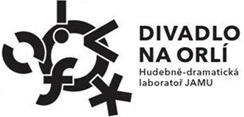 DIVADLO
NA ORLÍ
Hudebně-dramatická
laboratoř JAMU